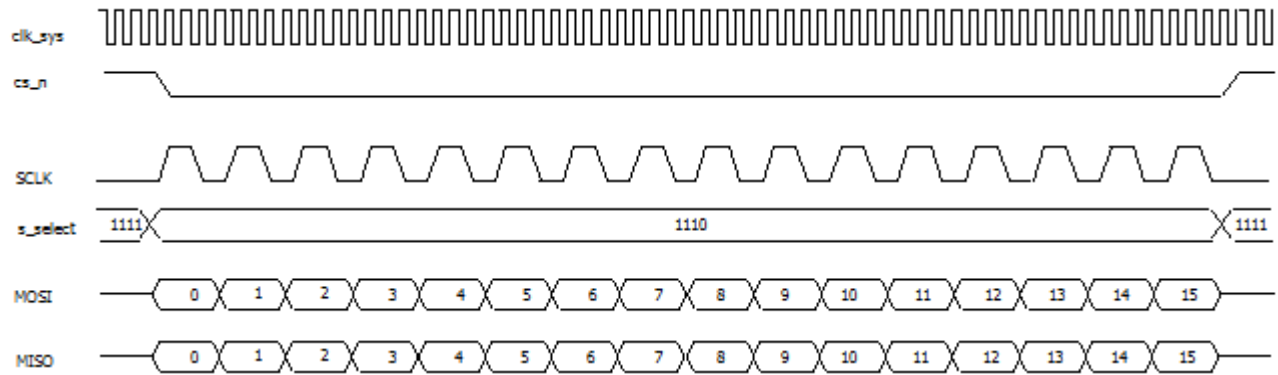 clk_sys
cs_n
SCLK
s_select 1111 1110 1111
MOSI 0 1 2 3 4 5 6 7 8 9 10 11 12 13 14 15
MISO 0 1 2 3 4 5 6 7 8 9 10 11 12 13 14 15